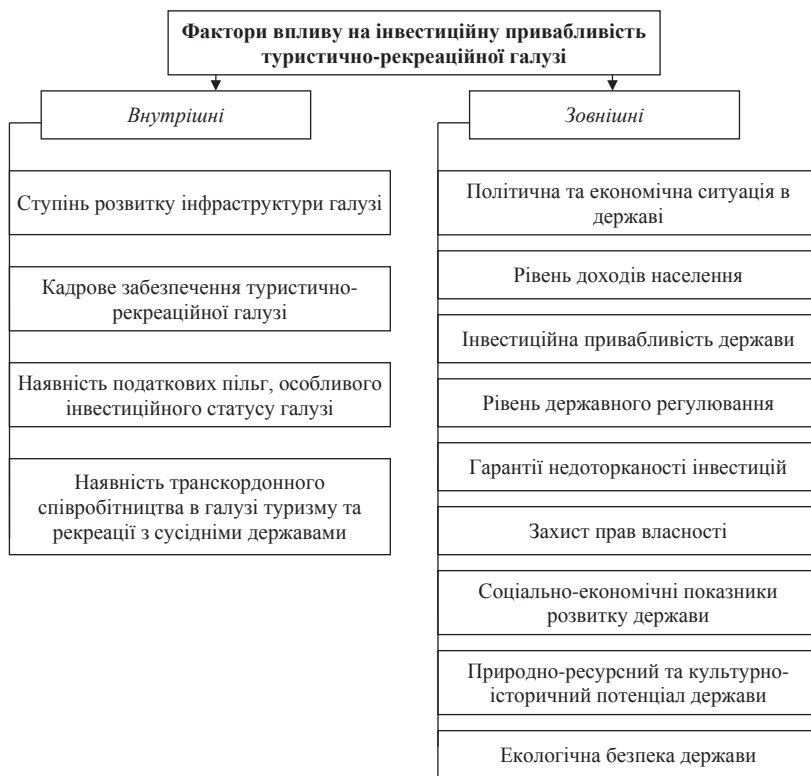 Фактори впливу на інвестиційну привабливість
туристично-рекреаційної галузі
Внутрішні
Ступінь розвитку інфраструктури галузі
Кадрове забезпечення туристично-
рекреаційної галузі
Наявність податкових пільг, особливого
інвестиційного статусу галузі
Наявність транскордонного
співробітництва в галузі туризму та
рекреації з сусідніми державами
Зовнішні
Політична та економічна ситуація в
державі
Рівень доходів населення
Інвестиційна привабливість держави
Рівень державного регулювання
Гарантії недоторканості інвестицій
Захист прав власності
Соціально-економічні показники
розвитку держави
Природно-ресурсний та культурно-
історичний потенціал держави
Екологічна безпека держави